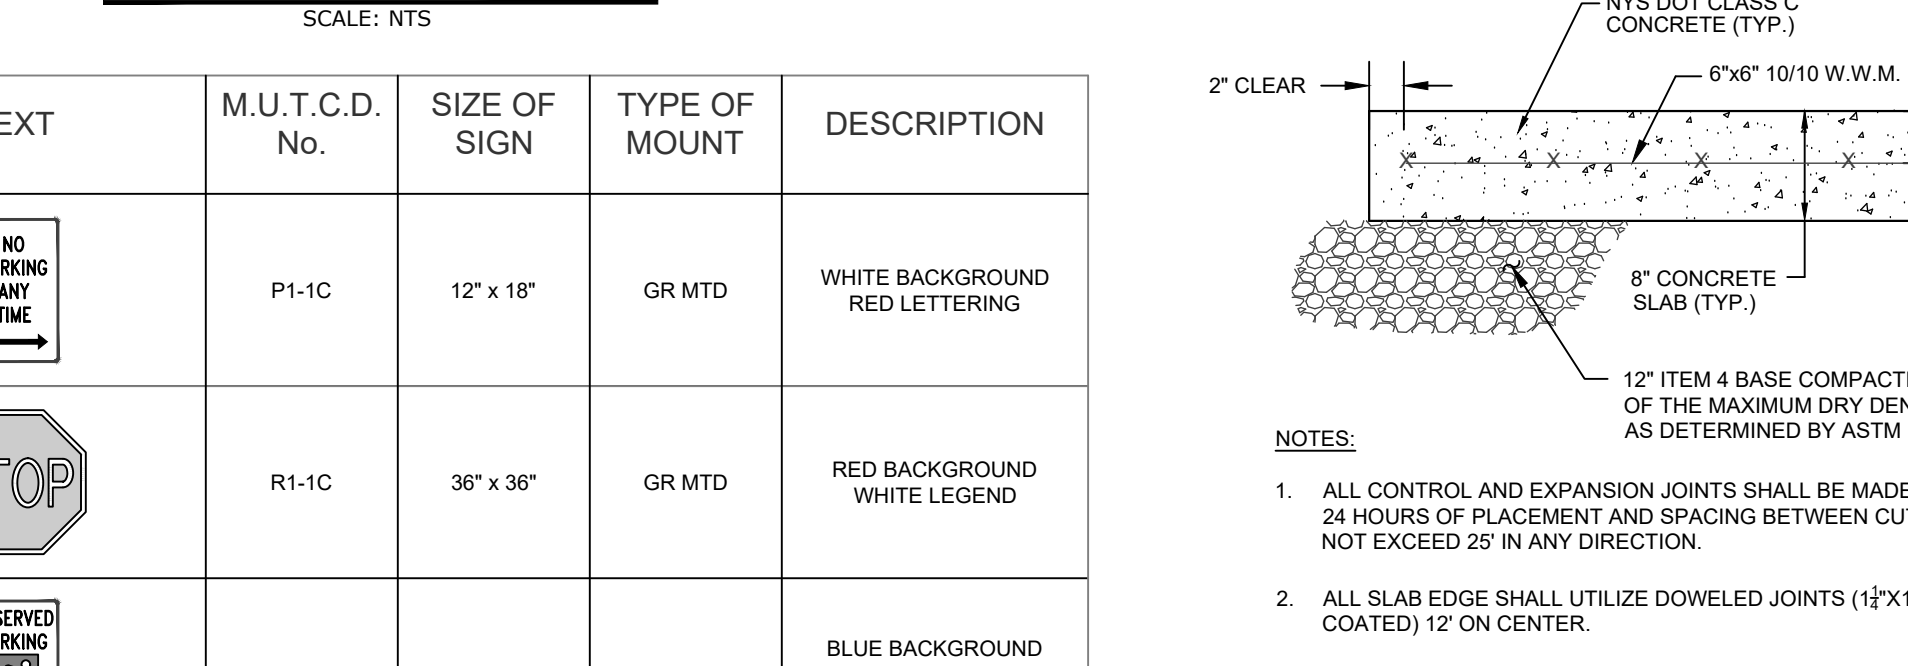 SCALE: NTS
EXT
M.U.T.C.D.
No.
SIZE OF
SIGN
TYPE OF
MOUNT
DESCRIPTION
NO
RKING
ANY
TIME
P1-1C
12" x 18"
GR MTD
WHITE BACKGROUND
RED LETTERING
TOP
R1-1C
36" x 36"
GR MTD
RED BACKGROUND
WHITE LEGEND
SERVED
RKING
BLUE BACKGROUND
NYS DOT CLASS C
CONCRETE (TYP.)
2" CLEAR
6"x6" 10/10 W.W.M.
X X X X
8" CONCRETE
SLAB (TYP.)
12" ITEM 4 BASE COMPACT
OF THE MAXIMUM DRY DEN
AS DETERMINED BY ASTM
NOTES:
1. ALL CONTROL AND EXPANSION JOINTS SHALL BE MADE
24 HOURS OF PLACEMENT AND SPACING BETWEEN CU
NOT EXCEED 25' IN ANY DIRECTION.
2. ALL SLAB EDGE SHALL UTILIZE DOWELED JOINTS (1¼"X1
COATED) 12' ON CENTER.